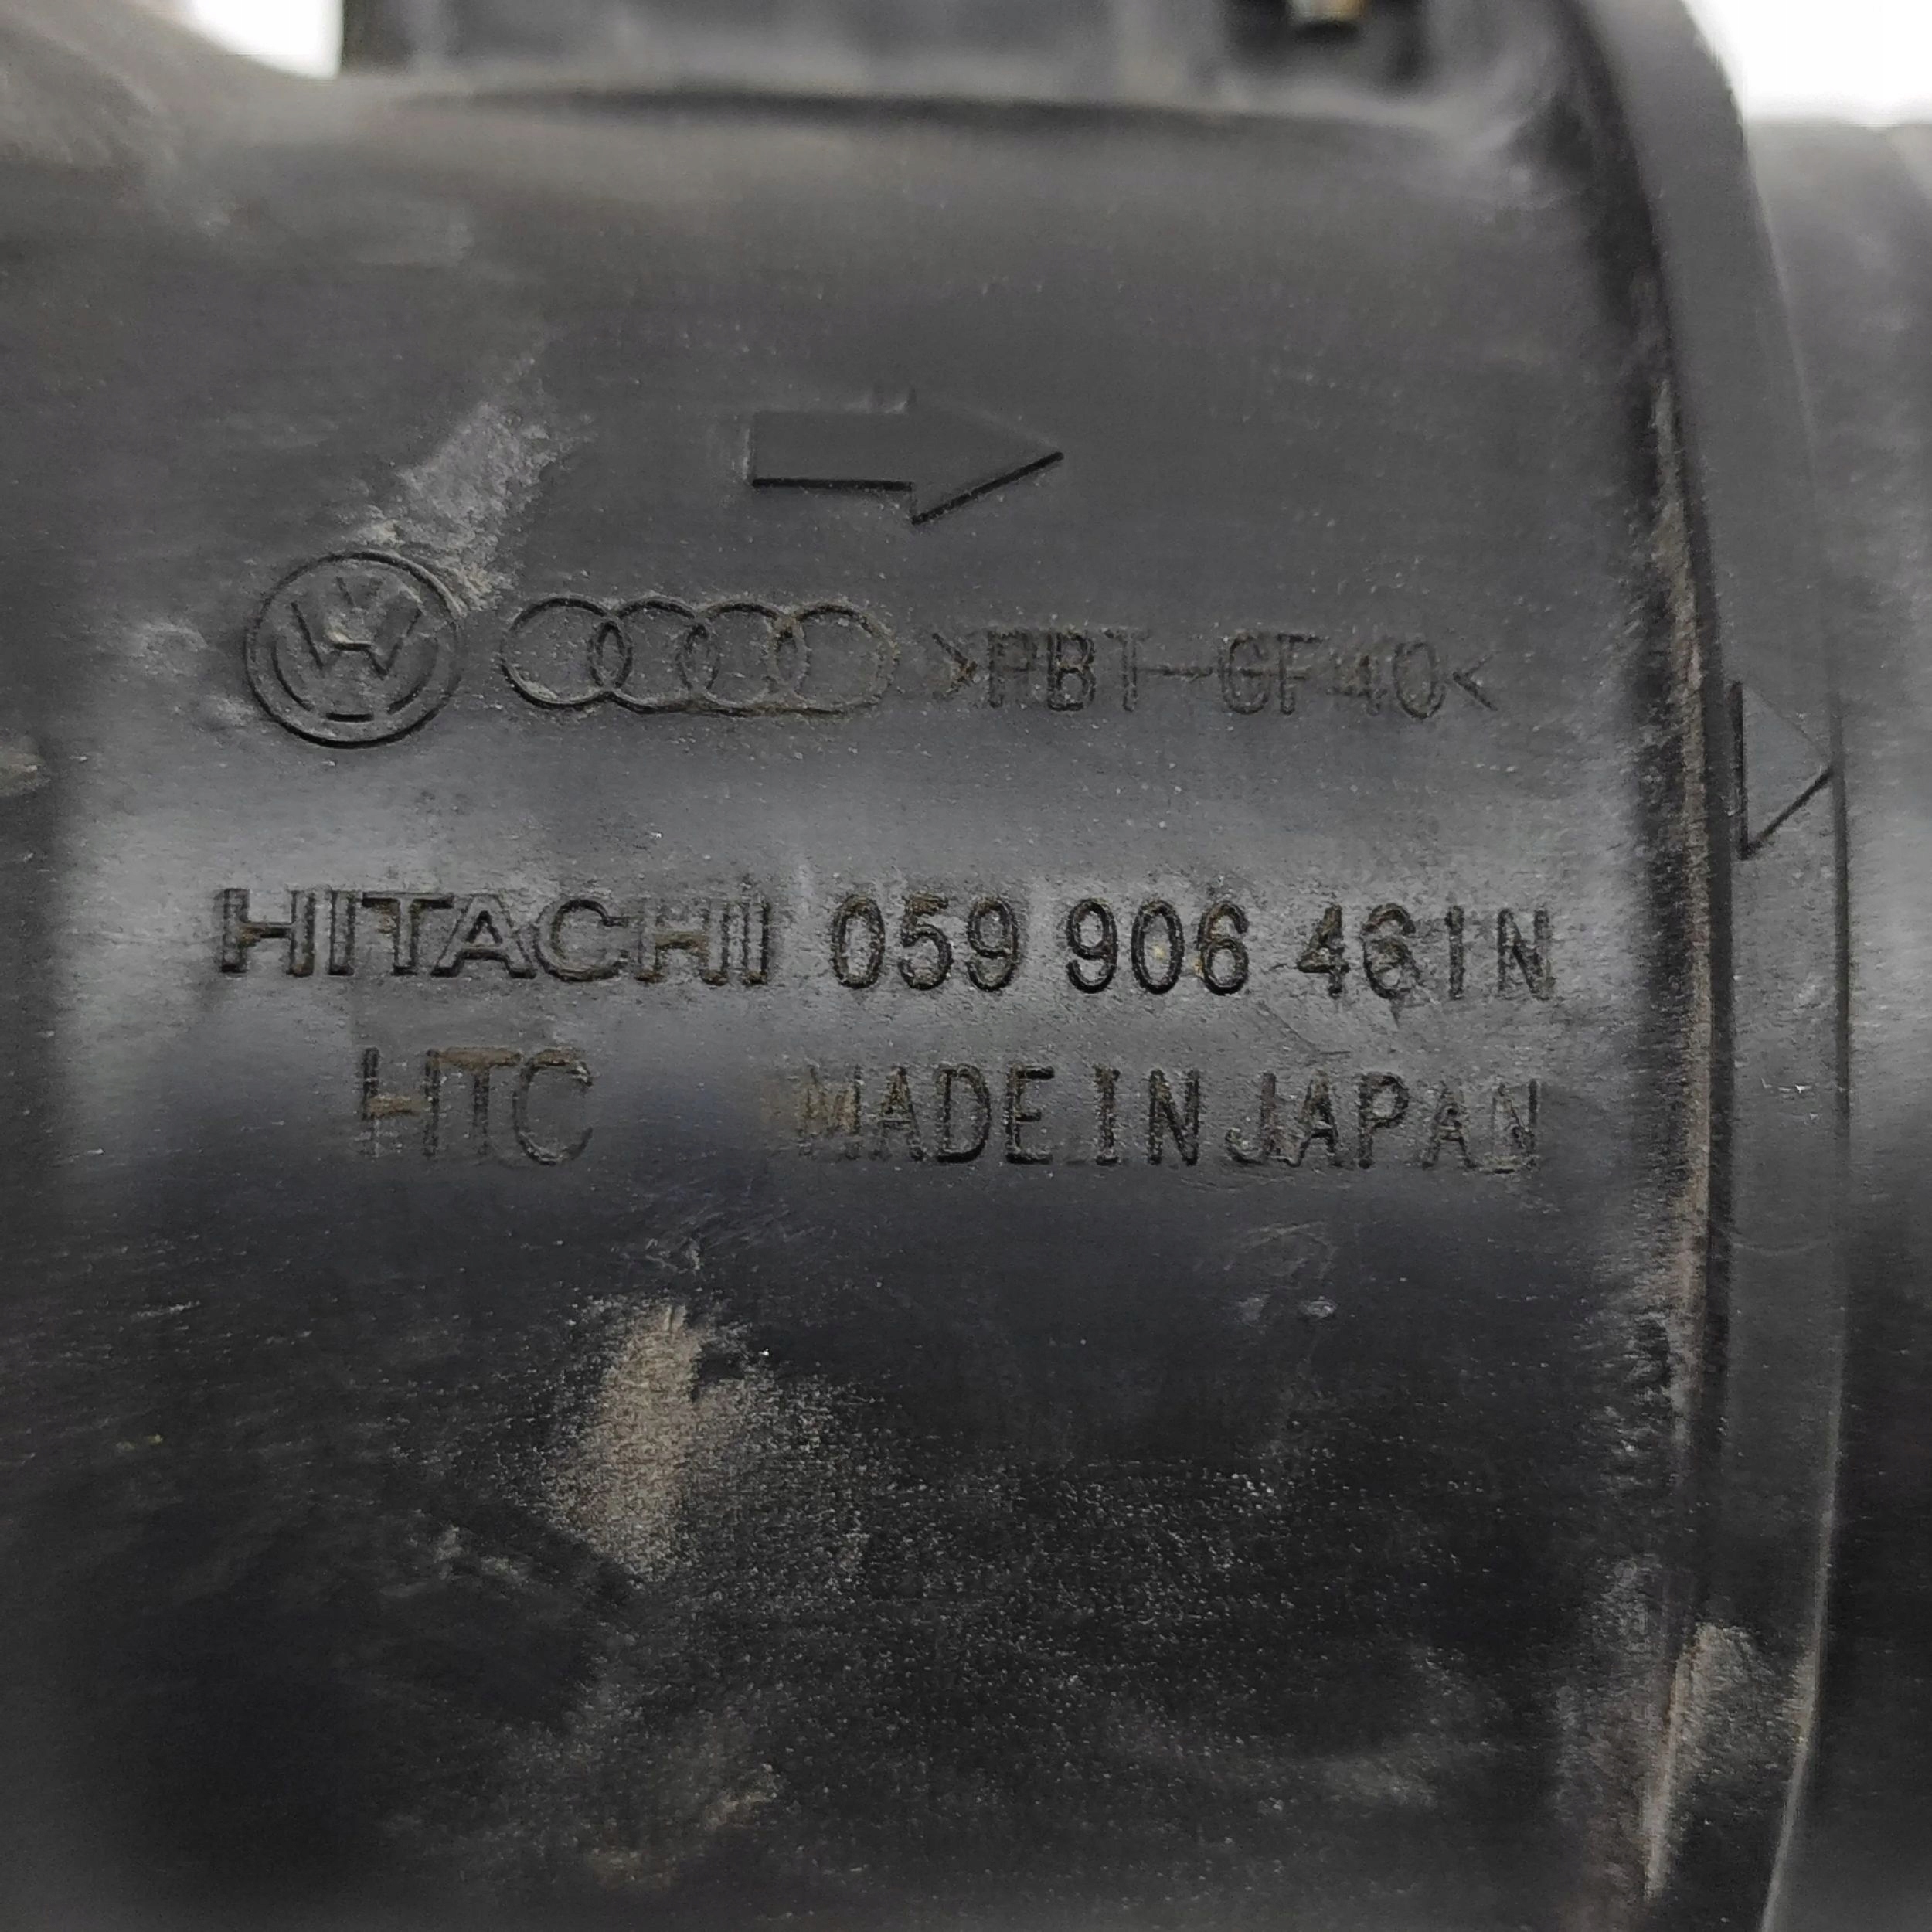 >PBT-GF40<
HITACHI 059 906 461N
HTC MADE IN JAPAN